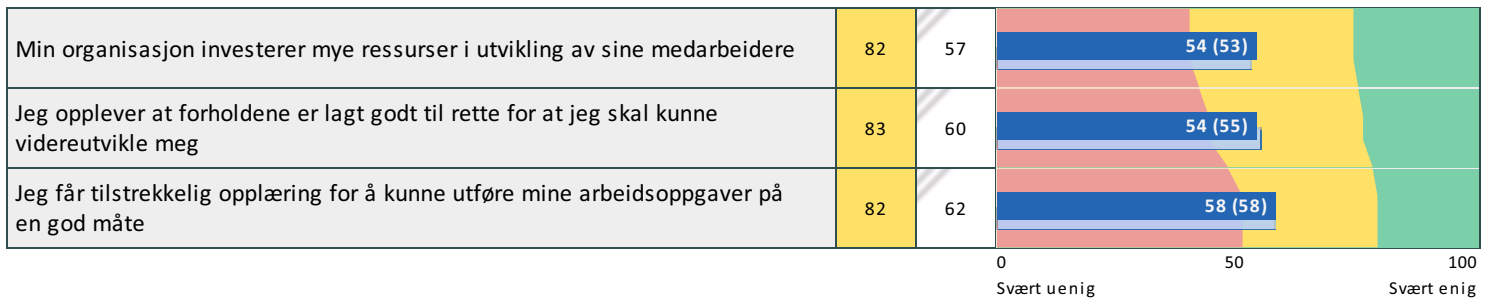 Min organisasjon investerer mye ressurser i utvikling av sine medarbeidere 82 57 54 (53)
Jeg opplever at forholdene er lagt godt til rette for at jeg skal kunne
videreutvikle meg 83 60 54 (55)
Jeg får tilstrekkelig opplæring for å kunne utføre mine arbeidsoppgaver på
en god måte 82 62 58 (58)
0 50 100
Svært uenig Svært enig